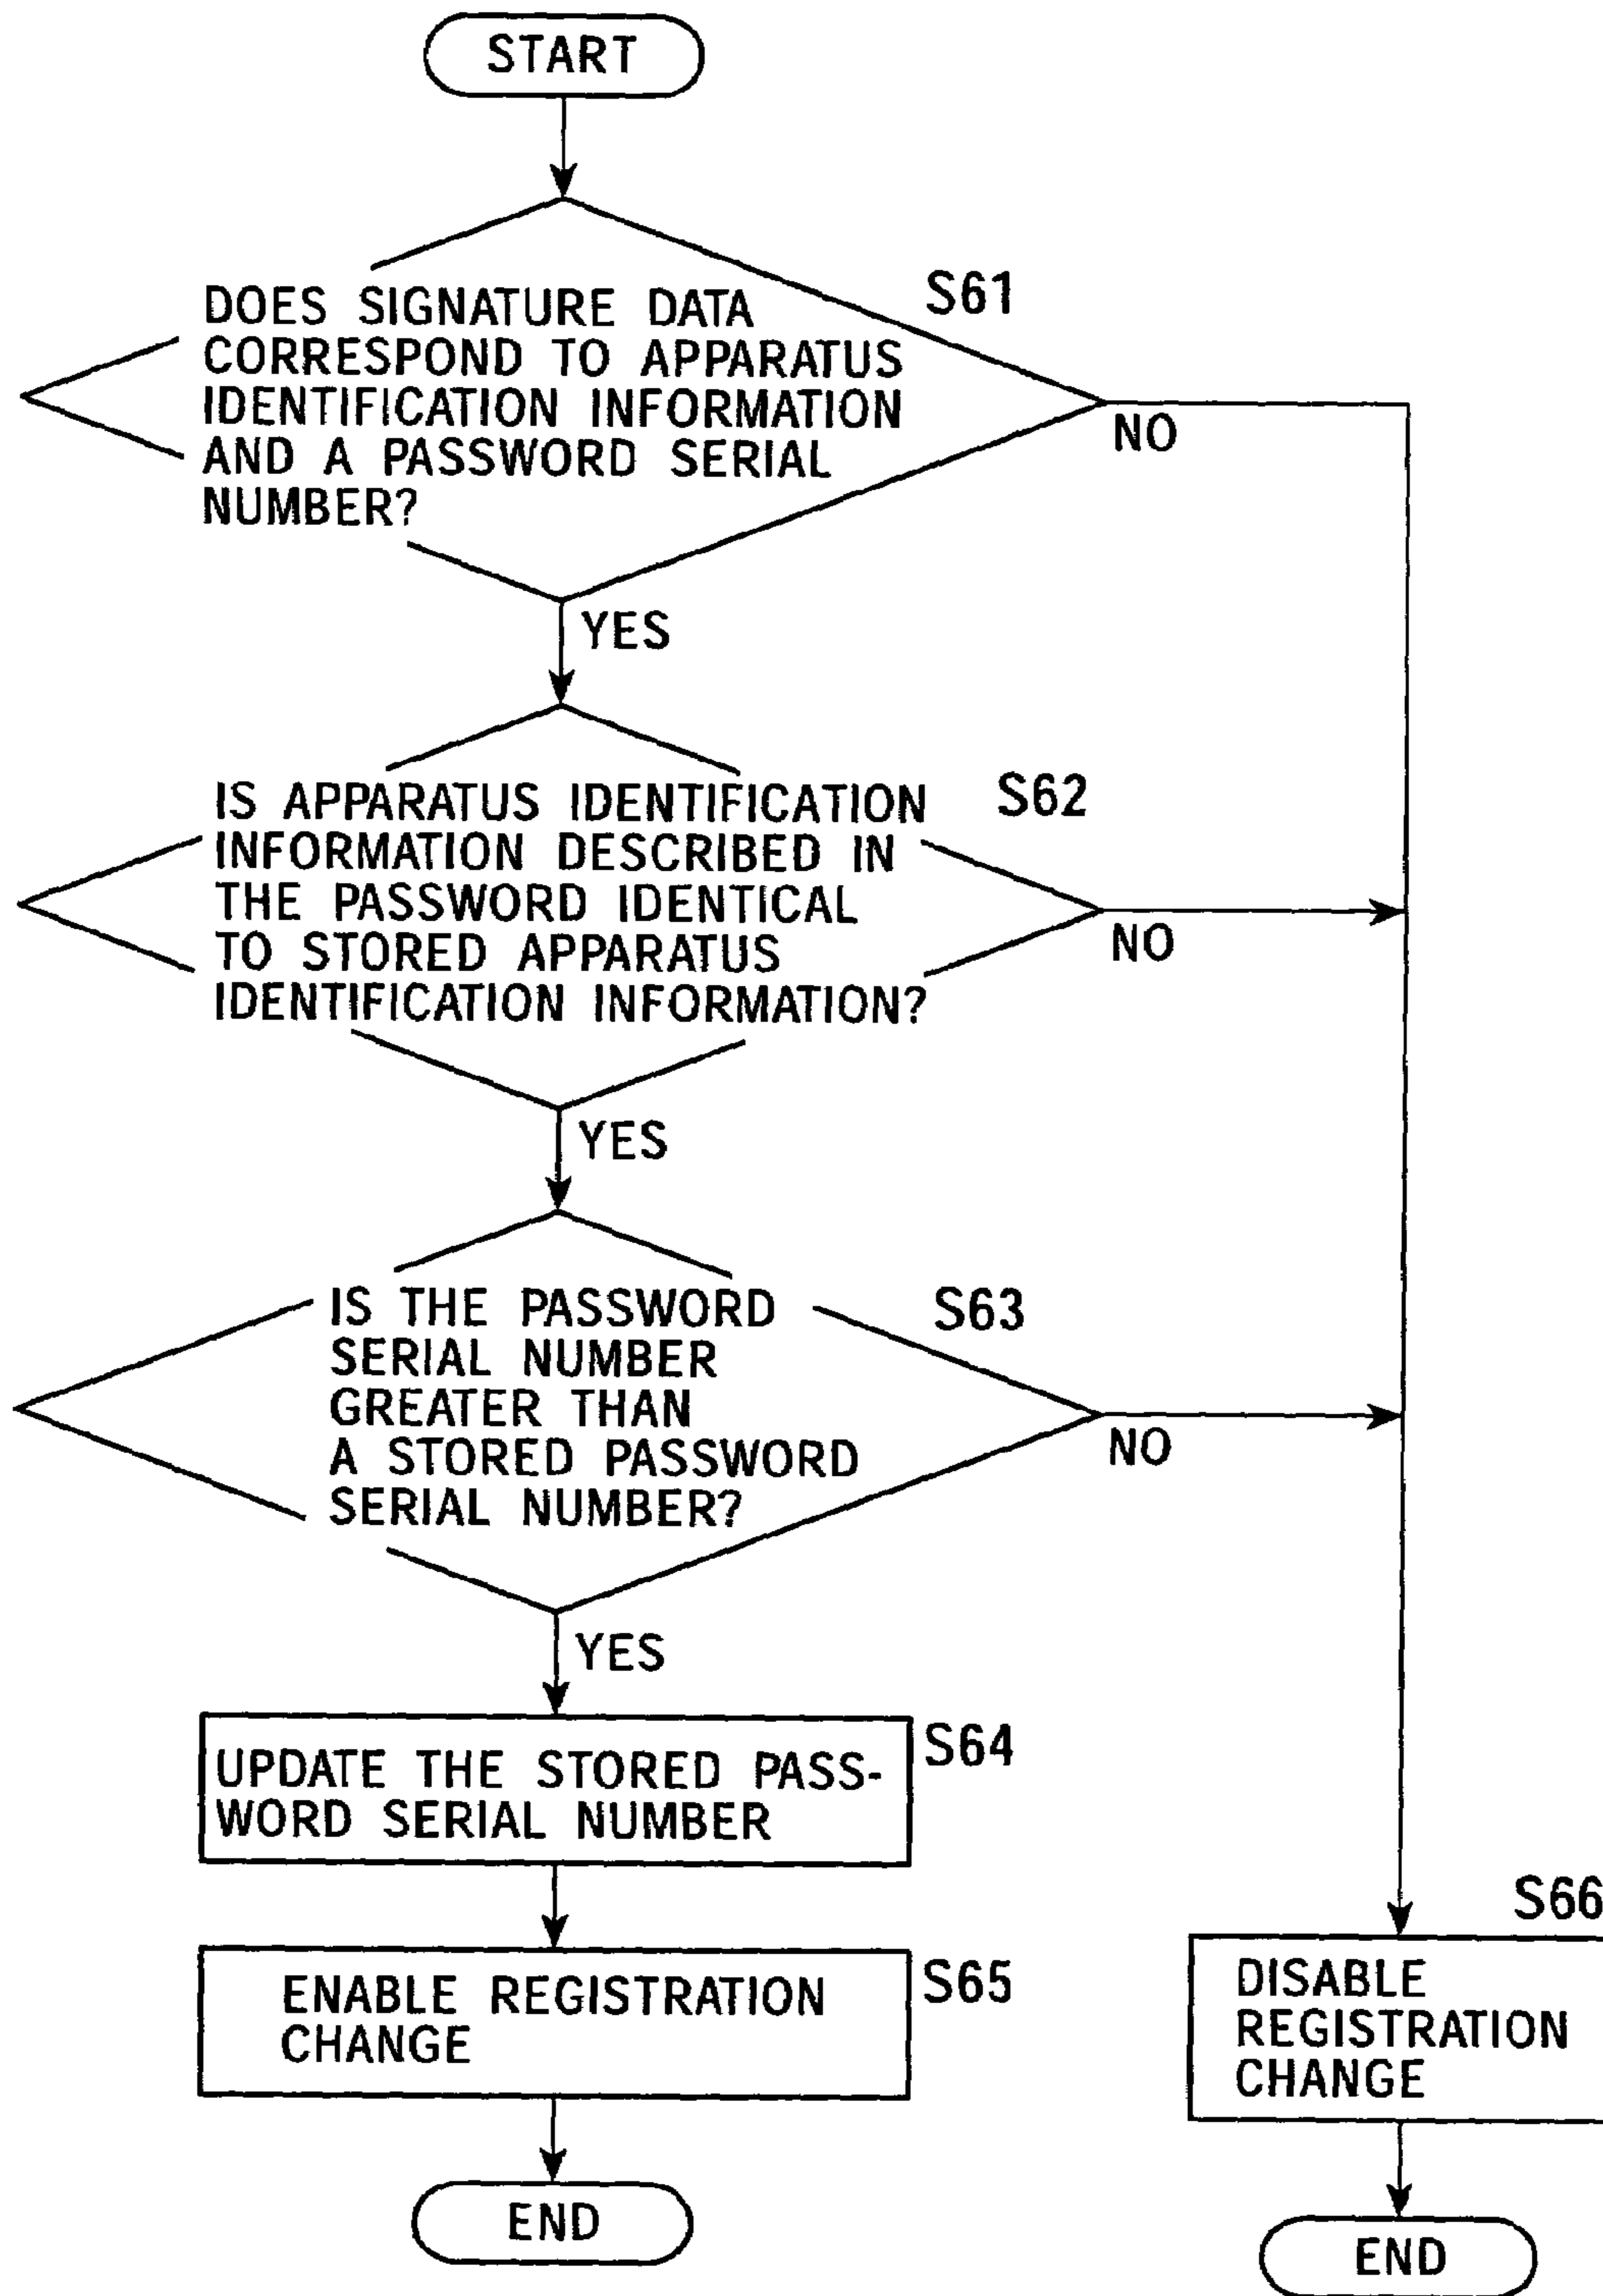 START
S61
DOES SIGNATURE DATA
CORRESPOND TO APPARATUS
IDENTIFICATION INFORMATION
AND A PASSWORD SERIAL
NUMBER?
NO
YES
S62
IS APPARATUS IDENTIFICATION
INFORMATION DESCRIBED IN
THE PASSWORD IDENTICAL
TO STORED APPARATUS
IDENTIFICATION INFORMATION?
NO
YES
S63
IS THE PASSWORD
SERIAL NUMBER
GREATER THAN
A STORED PASSWORD
SERIAL NUMBER?
NO
YES
S64
UPDATE THE STORED PASS-
WORD SERIAL NUMBER
S65
ENABLE REGISTRATION
CHANGE
END
S66
DISABLE
REGISTRATION
CHANGE
END